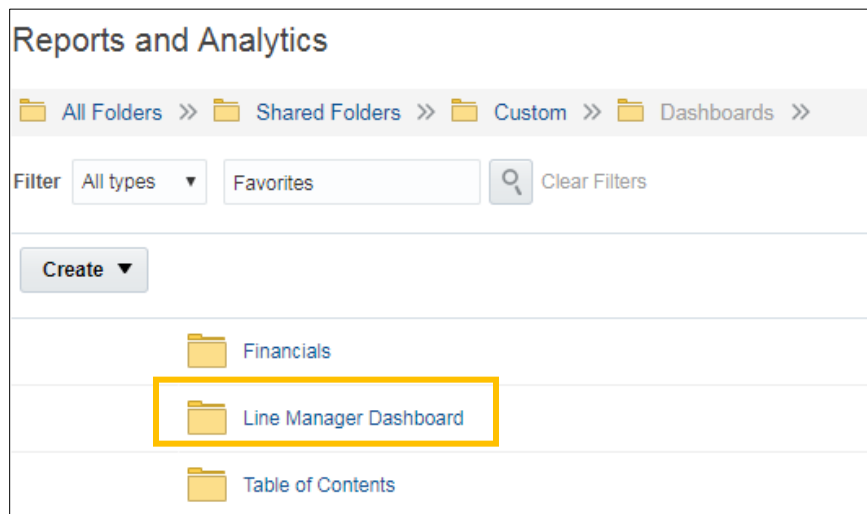 Reports and Analytics
All Folders >> Shared Folders >> Custom >> Dashboards >>
Filter All types ▼ Favorites Clear Filters
Create ▼
Financials
Line Manager Dashboard
Table of Contents